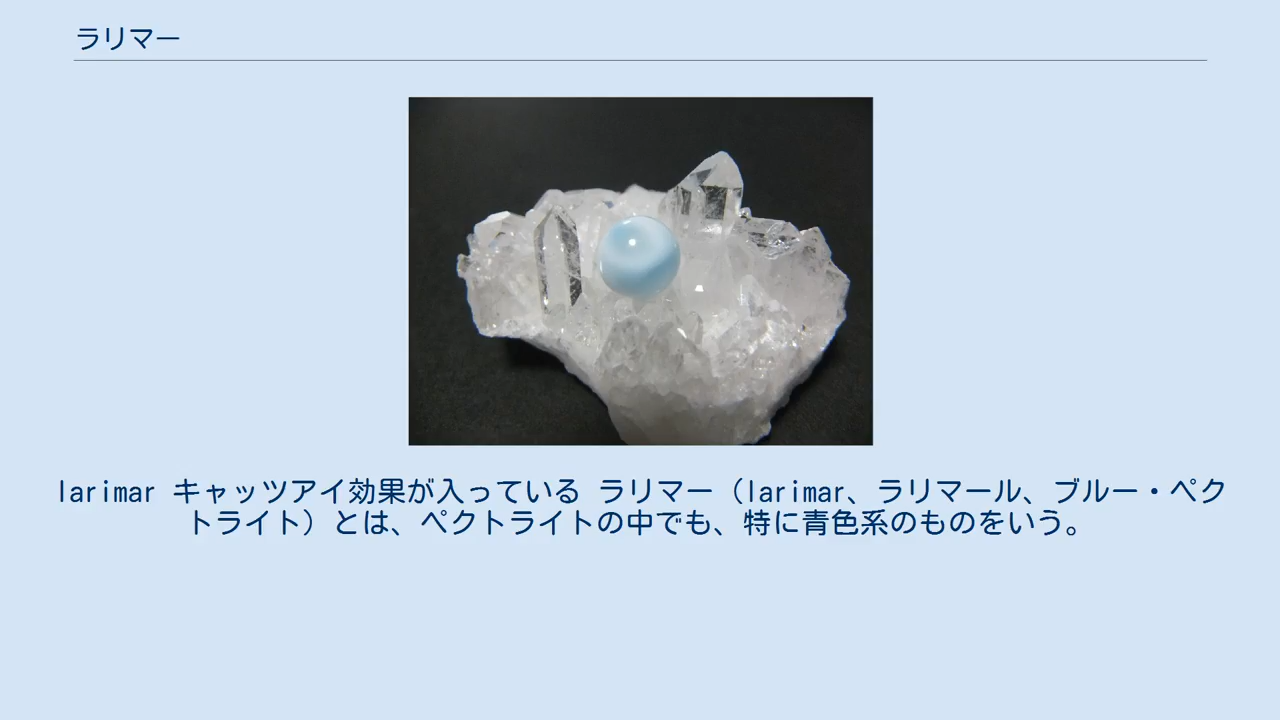 ラリマー
larimar キャッツアイ効果が入っている ラリマー（larimar、ラリマール、ブルー・ペク
トライト）とは、ペクトライトの中でも、特に青色系のものをいう。